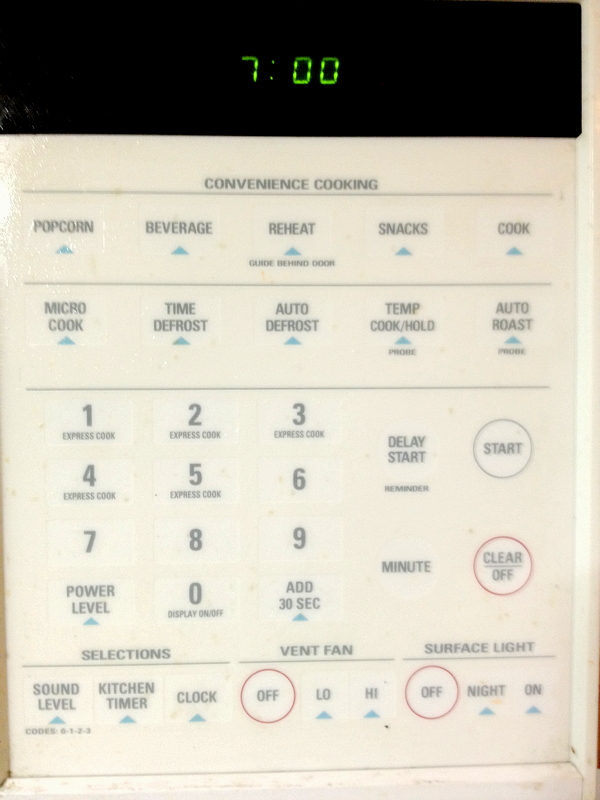 7:00
CONVENIENCE COOKING
POPCORN BEVERAGE REHEAT SNACKS COOK
GUIDE BEHIND DOOR
MICRO COOK TIME DEFROST AUTO DEFROST TEMP COOK/HOLD AUTO ROAST
PROBE PROBE
1 2 3
EXPRESS COOK EXPRESS COOK EXPRESS COOK
DELAY START START
4 5 6
EXPRESS COOK EXPRESS COOK REMINDER
7 8 9 MINUTE CLEAR OFF
POWER LEVEL 0 ADD 30 SEC
DISPLAY ON/OFF
SELECTIONS VENT FAN SURFACE LIGHT
SOUND LEVEL KITCHEN TIMER CLOCK OFF LO HI OFF NIGHT ON
CODES: 0-1-2-3